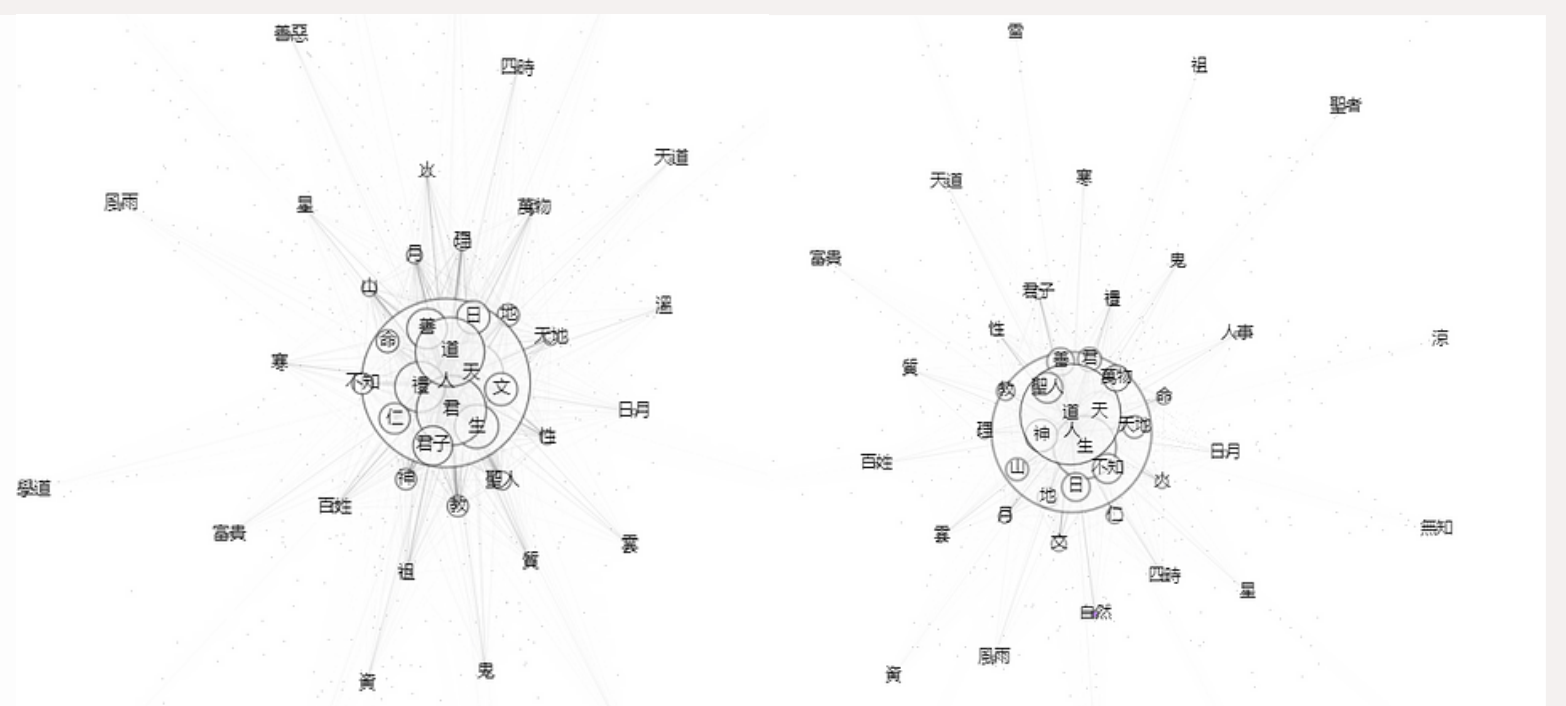 善惡
四時
天道
氷
風雨
星
萬物
月
理
山
溫
善
日
地
命
道
天地
寒
不知
禮
人
天
文
仁
君
日月
君子
生
性
神
聖人
學道
百姓
教
富貴
雲
祖
質
鬼
資
雪
祖
聖者
天道
寒
富貴
鬼
君子
禮
性
人事
涼
質
善
君
萬物
教
聖人
命
理
道
天
天地
神
人
生
百姓
日月
山
不知
氷
地
日
月
仁
無知
雲
文
四時
星
自然
風雨
資